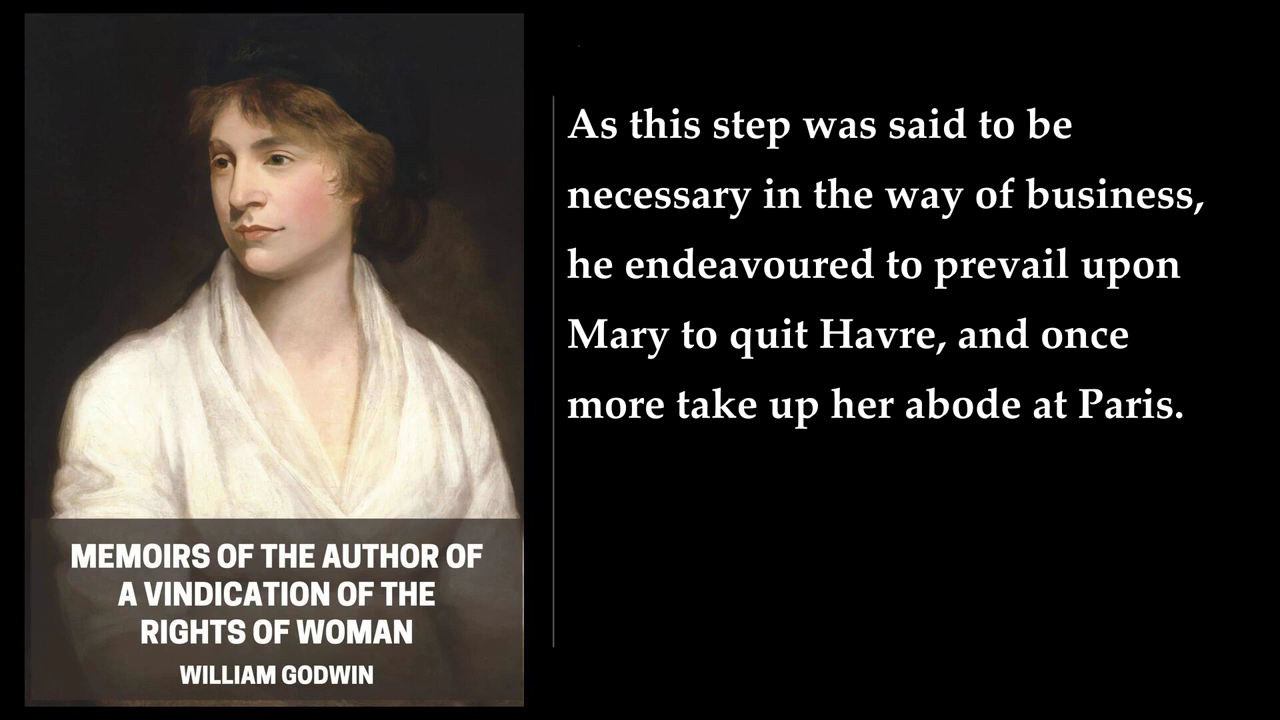 MEMOIRS OF THE AUTHOR OF
A VINDICATION OF THE
RIGHTS OF WOMAN
WILLIAM GODWIN
As this step was said to be
necessary in the way of business,
he endeavoured to prevail upon
Mary to quit Havre, and once
more take up her abode at Paris.